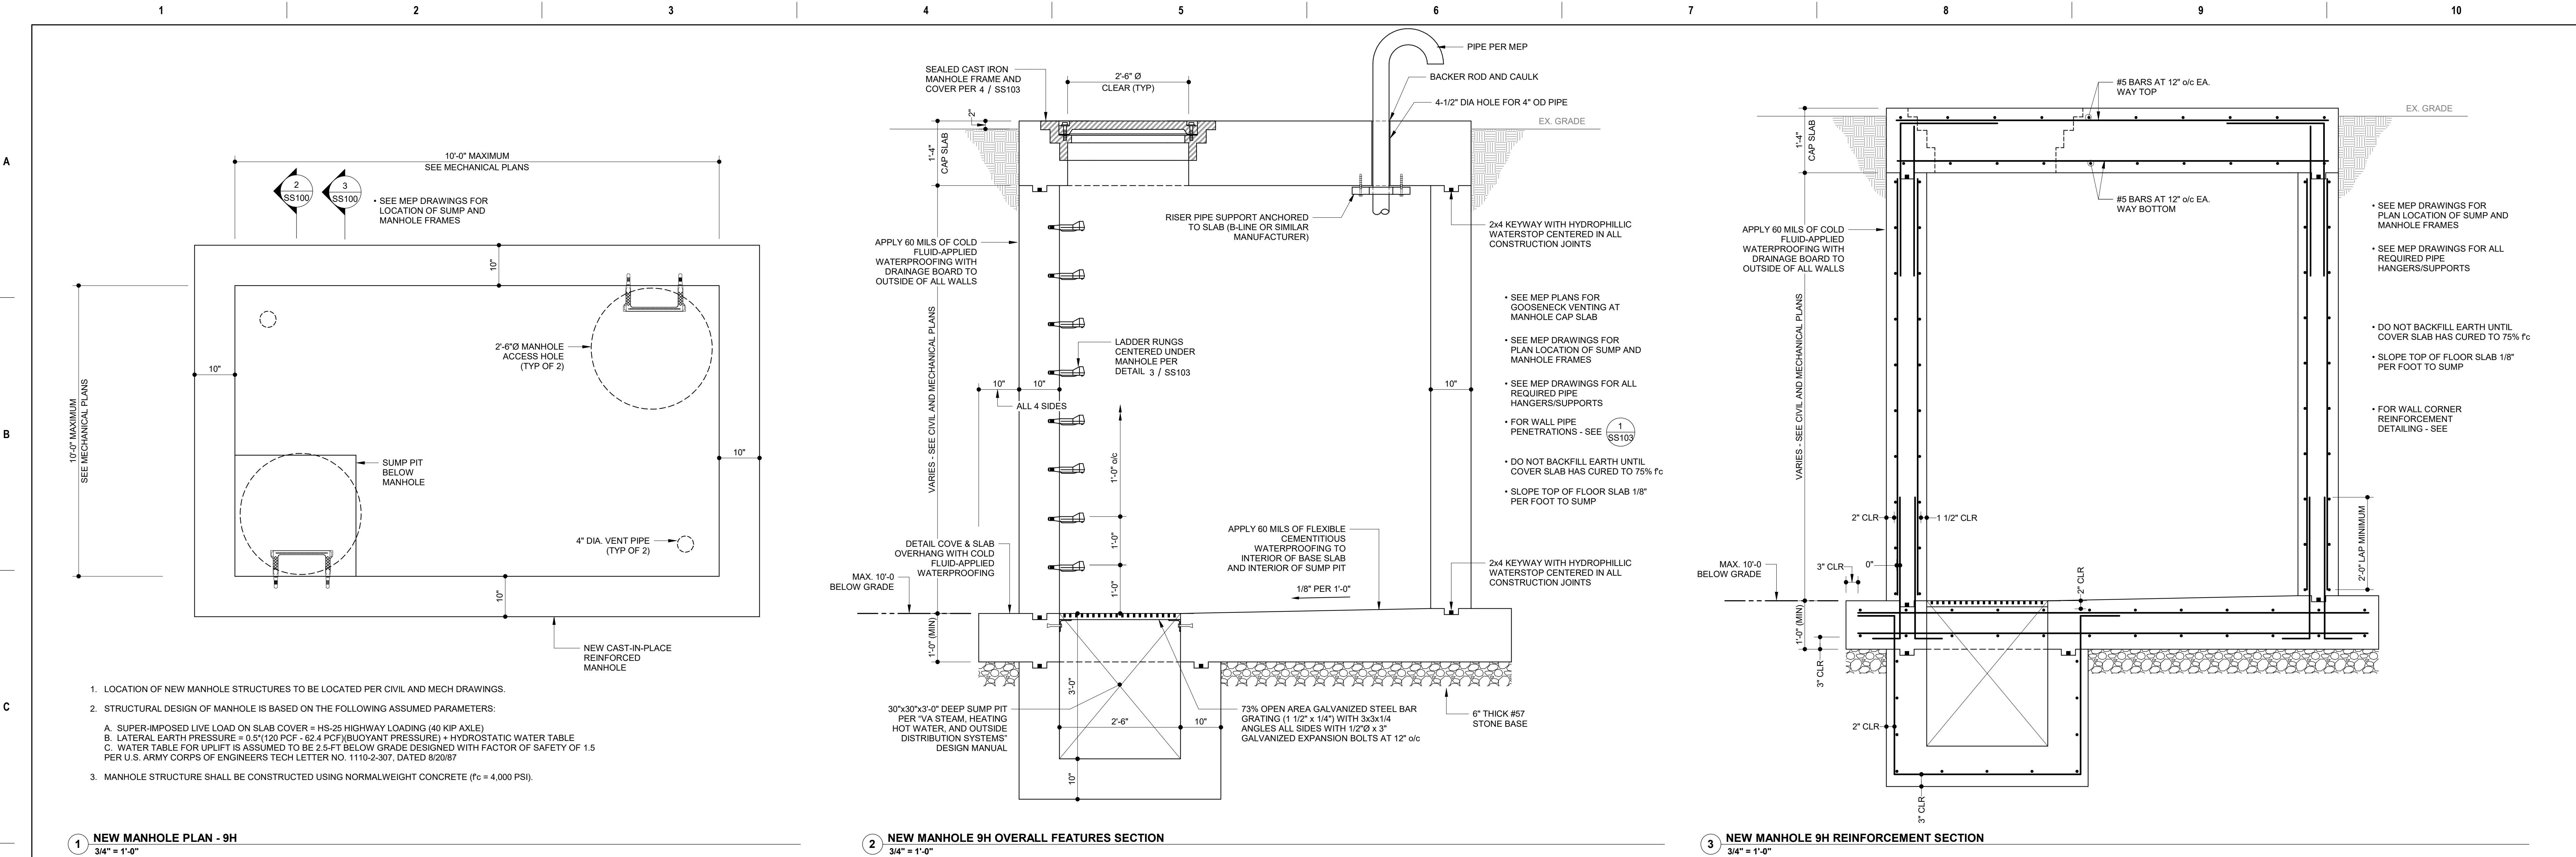 1 2 3 4 5 6 7 8 9 10
A
B
C
10'-0" MAXIMUM
SEE MECHANICAL PLANS
2
SS100
3
SS100
• SEE MEP DRAWINGS FOR
LOCATION OF SUMP AND
MANHOLE FRAMES
10"
10'-0" MAXIMUM
SEE MECHANICAL PLANS
10"
2'-6"Ø MANHOLE
ACCESS HOLE
(TYP OF 2)
10"
SUMP PIT
BELOW
MANHOLE
4" DIA. VENT PIPE
(TYP OF 2)
10"
NEW CAST-IN-PLACE
REINFORCED
MANHOLE
1. LOCATION OF NEW MANHOLE STRUCTURES TO BE LOCATED PER CIVIL AND MECH DRAWINGS.
2. STRUCTURAL DESIGN OF MANHOLE IS BASED ON THE FOLLOWING ASSUMED PARAMETERS:
A. SUPER-IMPOSED LIVE LOAD ON SLAB COVER = HS-25 HIGHWAY LOADING (40 KIP AXLE)
B. LATERAL EARTH PRESSURE = 0.5*(120 PCF - 62.4 PCF)(BUOYANT PRESSURE) + HYDROSTATIC WATER TABLE
C. WATER TABLE FOR UPLIFT IS ASSUMED TO BE 2.5-FT BELOW GRADE DESIGNED WITH FACTOR OF SAFETY OF 1.5
PER U.S. ARMY CORPS OF ENGINEERS TECH LETTER NO. 1110-2-307, DATED 8/20/87
3. MANHOLE STRUCTURE SHALL BE CONSTRUCTED USING NORMALWEIGHT CONCRETE (f'c = 4,000 PSI).
1 NEW MANHOLE PLAN - 9H
3/4" = 1'-0"
SEALED CAST IRON
MANHOLE FRAME AND
COVER PER 4 / SS103
2'-6" Ø
CLEAR (TYP)
PIPE PER MEP
BACKER ROD AND CAULK
4-1/2" DIA HOLE FOR 4" OD PIPE
2"
EX. GRADE
1'-4"
CAP SLAB
RISER PIPE SUPPORT ANCHORED
TO SLAB (B-LINE OR SIMILAR
MANUFACTURER)
2x4 KEYWAY WITH HYDROPHILLIC
WATERSTOP CENTERED IN ALL
CONSTRUCTION JOINTS
APPLY 60 MILS OF COLD
FLUID-APPLIED
WATERPROOFING WITH
DRAINAGE BOARD TO
OUTSIDE OF ALL WALLS
• SEE MEP PLANS FOR
GOOSENECK VENTING AT
MANHOLE CAP SLAB
VARIES - SEE CIVIL AND MECHANICAL PLANS
LADDER RUNGS
CENTERED UNDER
MANHOLE PER
DETAIL 3 / SS103
• SEE MEP DRAWINGS FOR
PLAN LOCATION OF SUMP AND
MANHOLE FRAMES
10"
10"
ALL 4 SIDES
10"
• SEE MEP DRAWINGS FOR ALL
REQUIRED PIPE
HANGERS/SUPPORTS
• FOR WALL PIPE
PENETRATIONS - SEE
1
SS103
1'-0" o/c
• DO NOT BACKFILL EARTH UNTIL
COVER SLAB HAS CURED TO 75% f'c
• SLOPE TOP OF FLOOR SLAB 1/8"
PER FOOT TO SUMP
DETAIL COVE & SLAB
OVERHANG WITH COLD
FLUID-APPLIED
WATERPROOFING
1'-0"
1'-0"
APPLY 60 MILS OF FLEXIBLE
CEMENTITIOUS
WATERPROOFING TO
INTERIOR OF BASE SLAB
AND INTERIOR OF SUMP PIT
2x4 KEYWAY WITH HYDROPHILLIC
WATERSTOP CENTERED IN ALL
CONSTRUCTION JOINTS
MAX. 10'-0
BELOW GRADE
1/8" PER 1'-0"
1'-0" (MIN)
3'-0"
30"x30"x3'-0" DEEP SUMP PIT
PER "VA STEAM, HEATING
HOT WATER, AND OUTSIDE
DISTRIBUTION SYSTEMS"
DESIGN MANUAL
2'-6"
10"
73% OPEN AREA GALVANIZED STEEL BAR
GRATING (1 1/2" x 1/4") WITH 3x3x1/4
ANGLES ALL SIDES WITH 1/2"Ø x 3"
GALVANIZED EXPANSION BOLTS AT 12" o/c
6" THICK #57
STONE BASE
10"
2 NEW MANHOLE 9H OVERALL FEATURES SECTION
3/4" = 1'-0"
#5 BARS AT 12" o/c EA.
WAY TOP
EX. GRADE
1'-4"
CAP SLAB
#5 BARS AT 12" o/c EA.
WAY BOTTOM
APPLY 60 MILS OF COLD
FLUID-APPLIED
WATERPROOFING WITH
DRAINAGE BOARD TO
OUTSIDE OF ALL WALLS
• SEE MEP DRAWINGS FOR
PLAN LOCATION OF SUMP AND
MANHOLE FRAMES
• SEE MEP DRAWINGS FOR ALL
REQUIRED PIPE
HANGERS/SUPPORTS
VARIES - SEE CIVIL AND MECHANICAL PLANS
• DO NOT BACKFILL EARTH UNTIL
COVER SLAB HAS CURED TO 75% f'c
• SLOPE TOP OF FLOOR SLAB 1/8"
PER FOOT TO SUMP
• FOR WALL CORNER
REINFORCEMENT
DETAILING - SEE
2" CLR
1 1/2" CLR
2'-0" LAP MINIMUM
MAX. 10'-0
BELOW GRADE
3" CLR
0"
2" CLR
1'-0" (MIN)
3" CLR
2" CLR
3" CLR
3 NEW MANHOLE 9H REINFORCEMENT SECTION
3/4" = 1'-0"